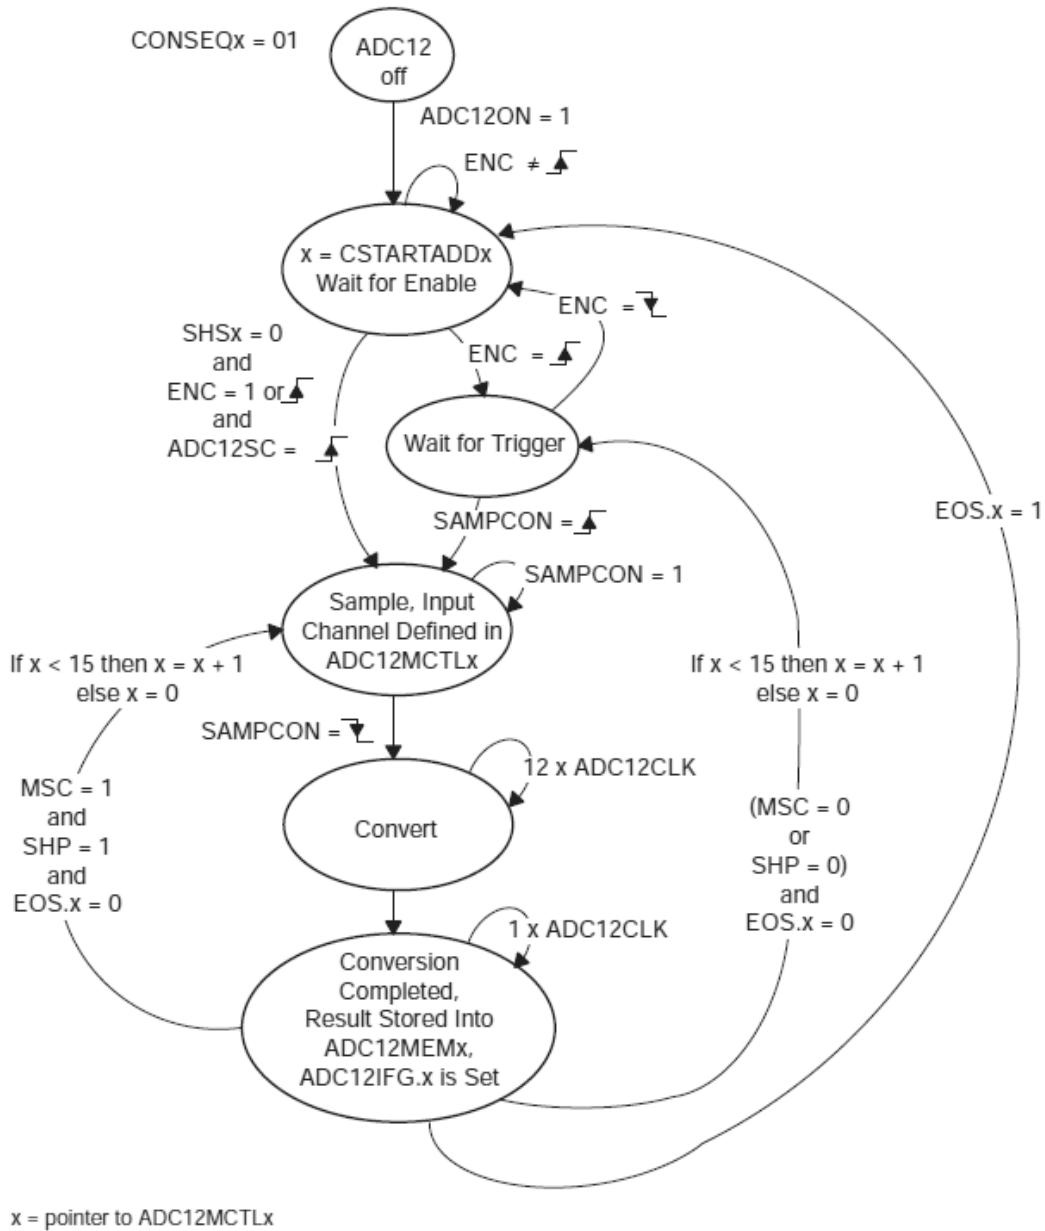 CONSEQx = 01
ADC12
off
ADC12ON = 1
ENC ≠
x = CSTARTADDx
Wait for Enable
ENC =
SHSx = 0
and
ENC = 1 or
and
ADC12SC =
ENC =
Wait for Trigger
EOS.x = 1
SAMPCON =
SAMPCON = 1
Sample, Input
Channel Defined in
ADC12MCTLx
If x < 15 then x = x + 1
else x = 0
If x < 15 then x = x + 1
else x = 0
SAMPCON =
12 x ADC12CLK
MSC = 1
and
SHP = 1
and
EOS.x = 0
Convert
(MSC = 0
or
SHP = 0)
and
EOS.x = 0
1 x ADC12CLK
Conversion
Completed,
Result Stored Into
ADC12MEMx,
ADC12IFG.x is Set
x = pointer to ADC12MCTLx